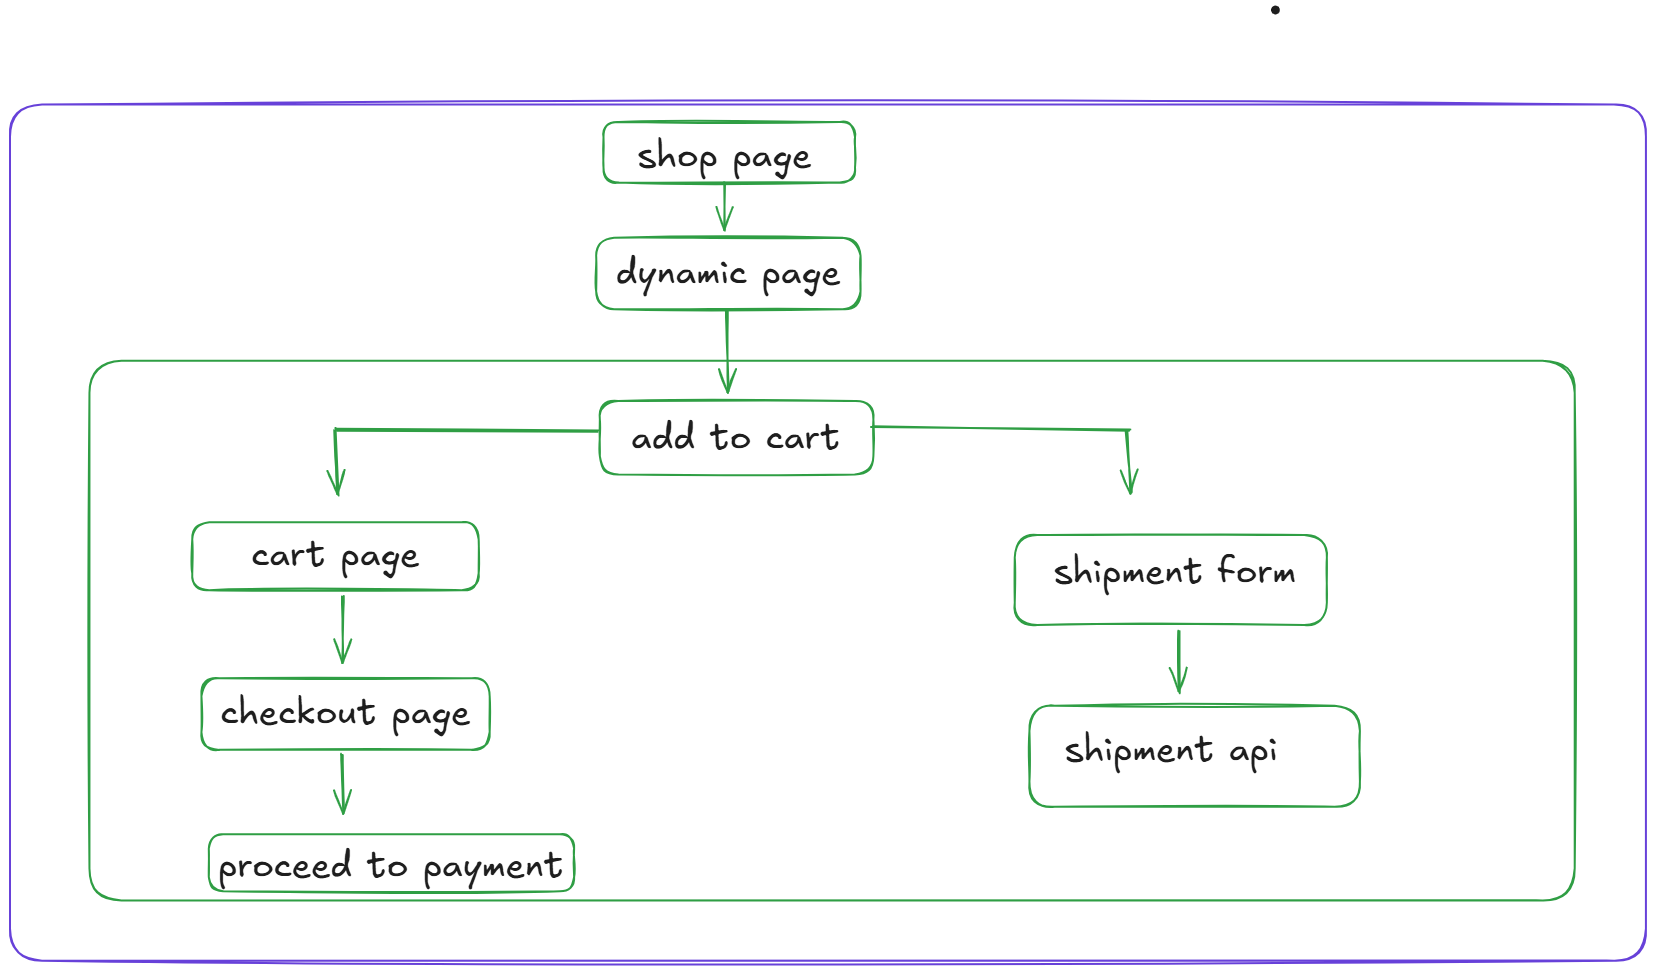 shop page
dynamic page
add to cart
cart page
checkout page
proceed to payment
shipment form
shipment api